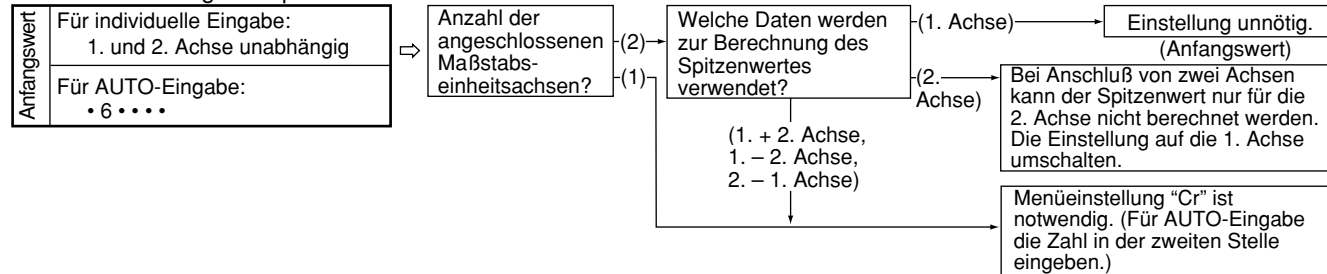 Anfangswert
Für individuelle Eingabe:
1. und 2. Achse unabhängig
Für AUTO-Eingabe:
• 6 • • • •
⇨
Anzahl der
angeschlossenen
Maßstabs-
einheitsachsen?
(2)
(1)
Welche Daten werden
zur Berechnung des
Spitzenwertes
verwendet?
(1. Achse)
(2.
Achse)
(1. + 2. Achse,
1. – 2. Achse,
2. – 1. Achse)
Einstellung unnötig.
(Anfangswert)
Bei Anschluß von zwei Achsen
kann der Spitzenwert nur für die
2. Achse nicht berechnet werden.
Die Einstellung auf die 1. Achse
umschalten.
Menüeinstellung “Cr” ist
notwendig. (Für AUTO-Eingabe
die Zahl in der zweiten Stelle
eingeben.)